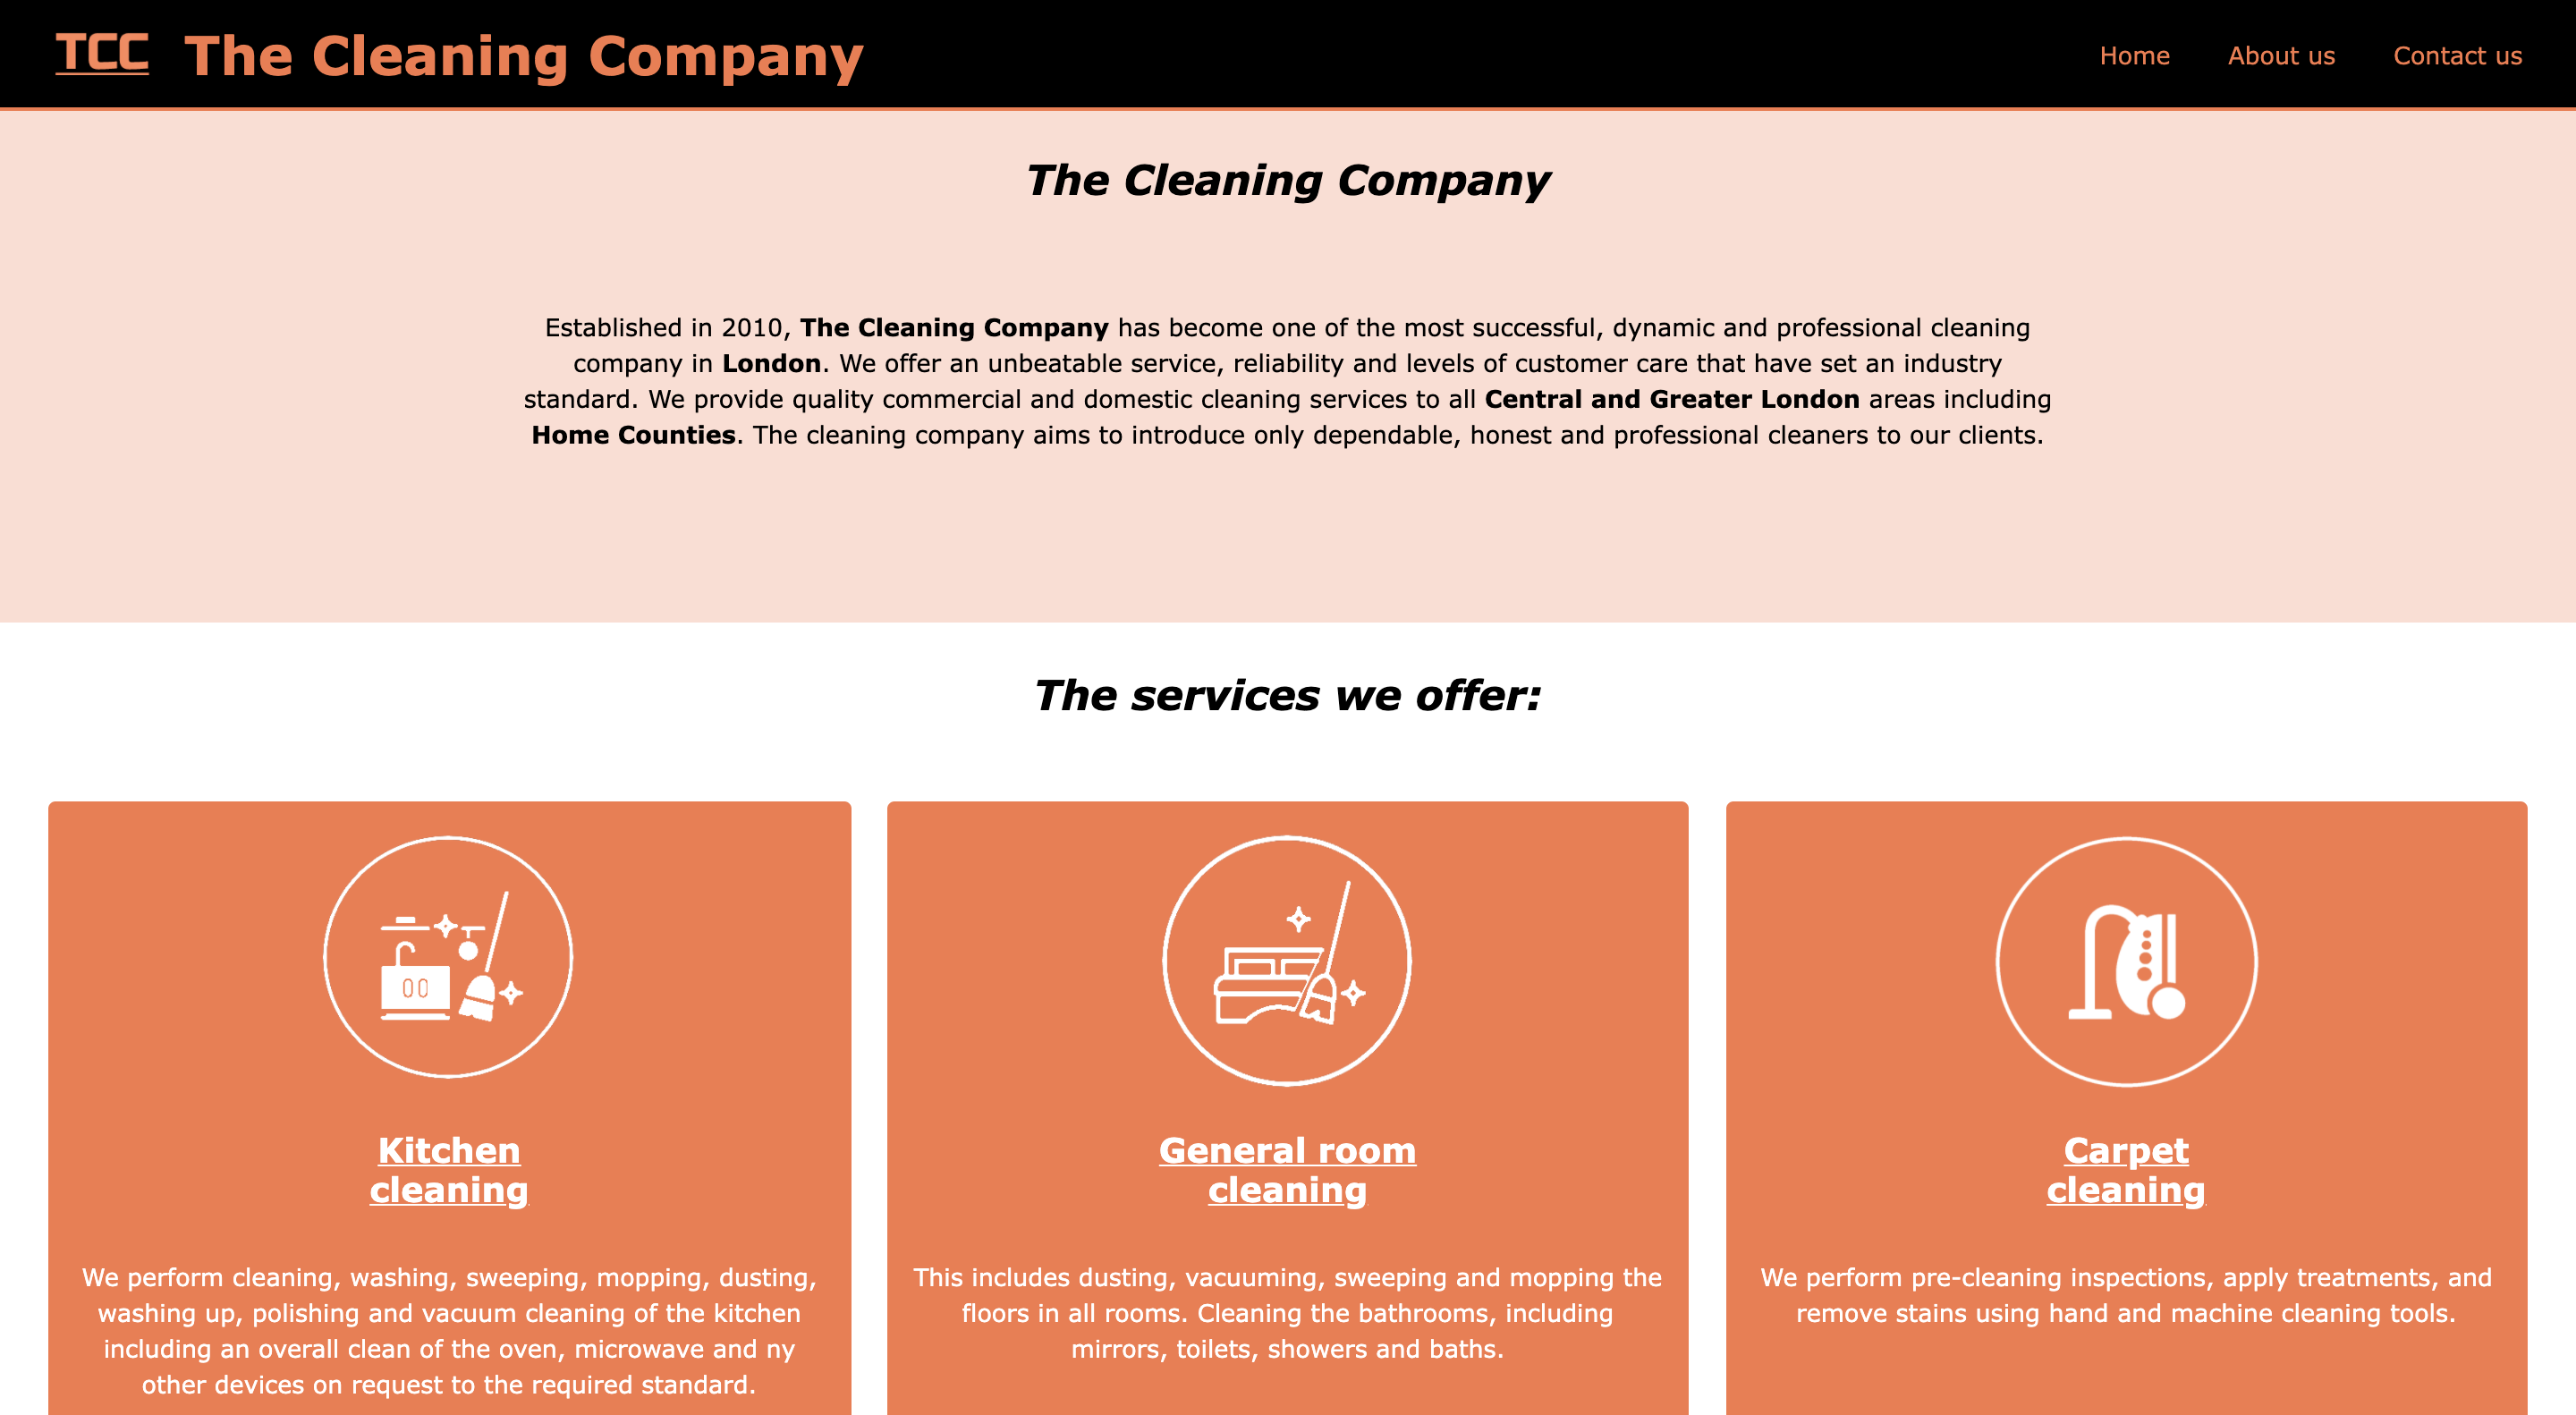 TCC The Cleaning Company
Home About us Contact us
The Cleaning Company
Established in 2010, The Cleaning Company has become one of the most successful, dynamic and professional cleaning
company in London. We offer an unbeatable service, reliability and levels of customer care that have set an industry
standard. We provide quality commercial and domestic cleaning services to all Central and Greater London areas including
Home Counties. The cleaning company aims to introduce only dependable, honest and professional cleaners to our clients.
The services we offer:
Kitchen
cleaning
We perform cleaning, washing, sweeping, mopping, dusting,
washing up, polishing and vacuum cleaning of the kitchen
including an overall clean of the oven, microwave and ny
other devices on request to the required standard.
General room
cleaning
This includes dusting, vacuuming, sweeping and mopping the
floors in all rooms. Cleaning the bathrooms, including
mirrors, toilets, showers and baths.
Carpet
cleaning
We perform pre-cleaning inspections, apply treatments, and
remove stains using hand and machine cleaning tools.